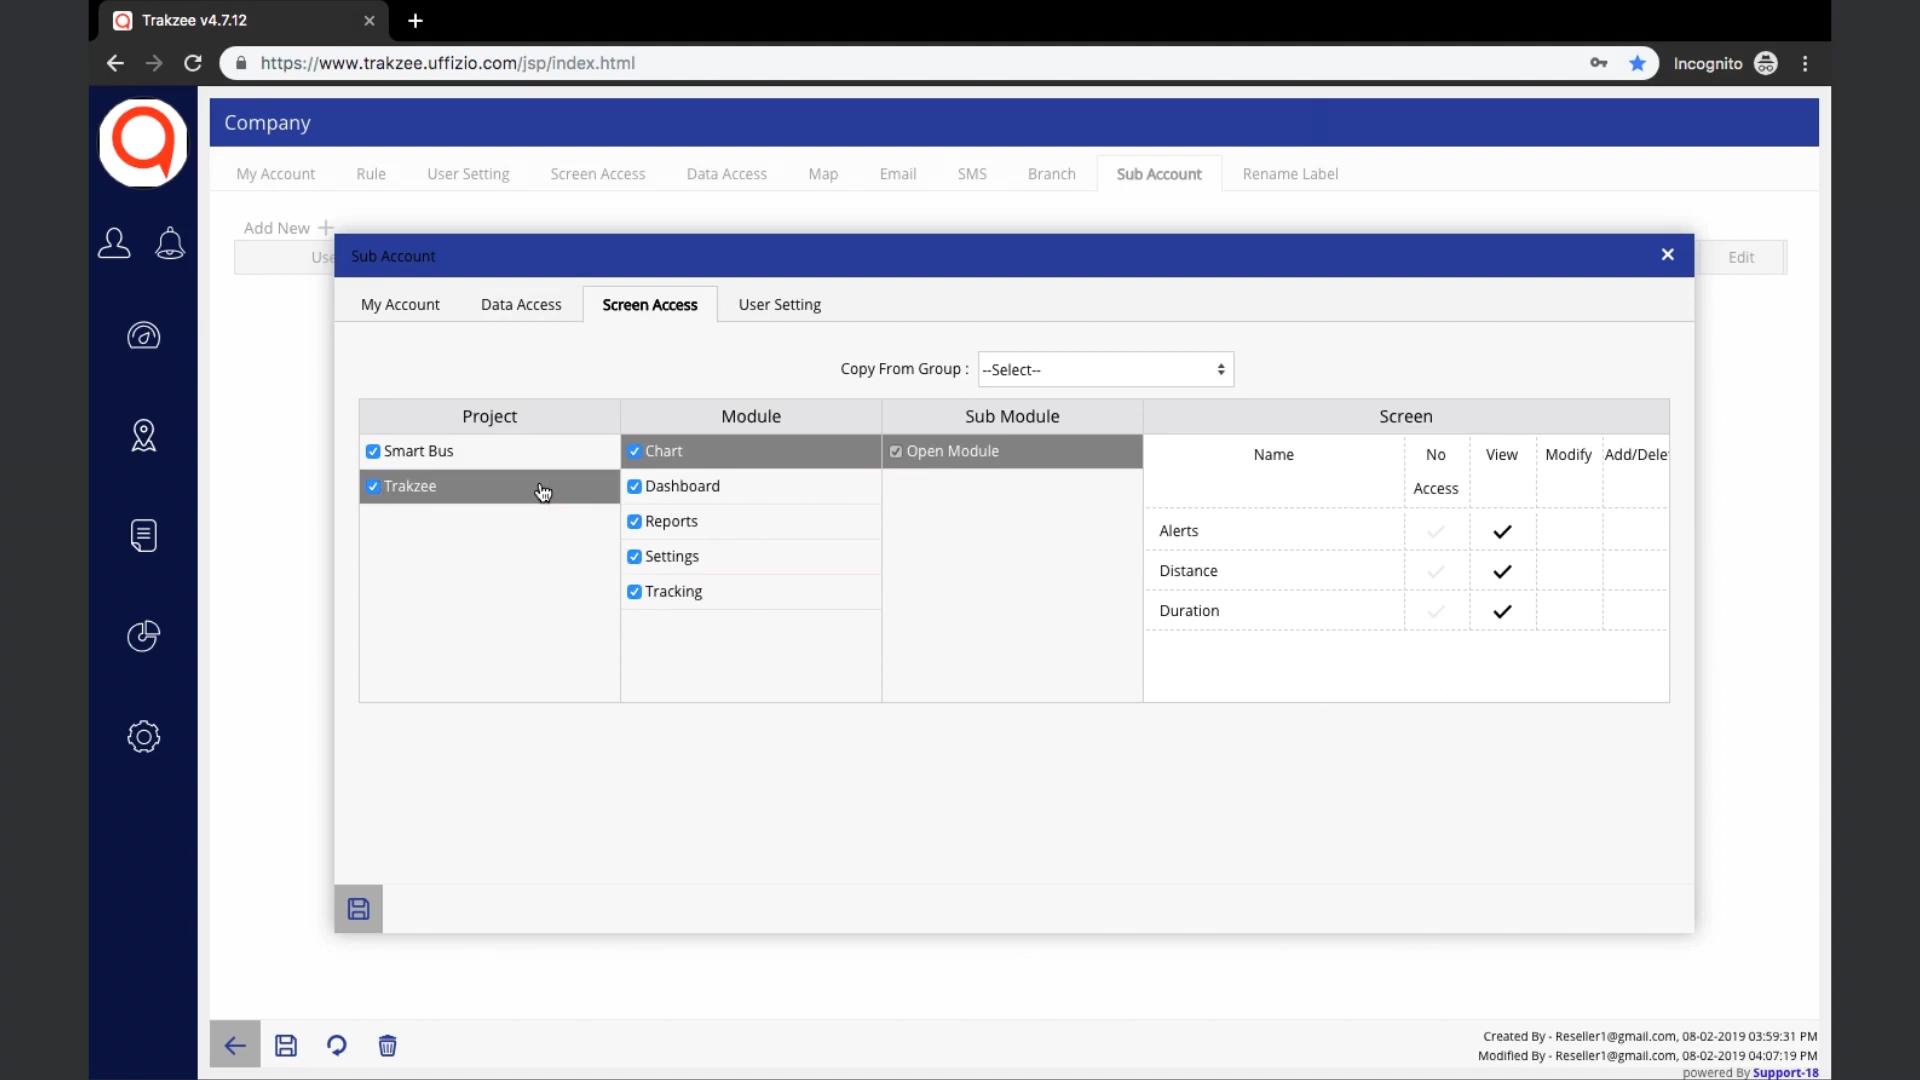 Trakzee v4.7.12
https://www.trakzee.uffizio.com/jsp/index.html
Incognito
Company
My Account Rule User Setting Screen Access Data Access Map Email SMS Branch Sub Account Rename Label
Add New
Use Edit
Sub Account
My Account Data Access Screen Access User Setting
Copy From Group : --Select--
Project Module Sub Module Screen
Smart Bus Chart Open Module Name No Access View Modify Add/Dele
Trakzee Dashboard
Reports Alerts
Settings Distance
Tracking Duration
Created By - Reseller1@gmail.com, 08-02-2019 03:59:31 PM
Modified By - Reseller1@gmail.com, 08-02-2019 04:07:19 PM
powered By Support-18